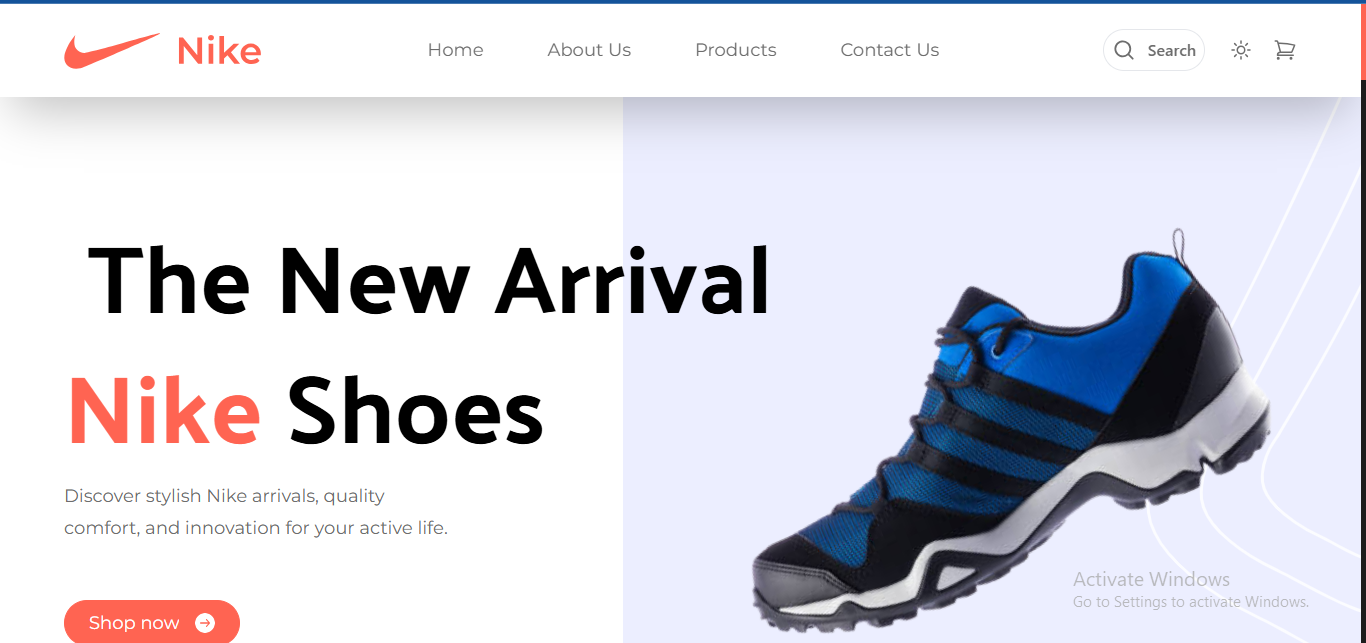 Nike
Home
About Us
Products
Contact Us
Search
The New Arrival
Nike Shoes
Discover stylish Nike arrivals, quality
comfort, and innovation for your active life.
Shop now
Activate Windows
Go to Settings to activate Windows.